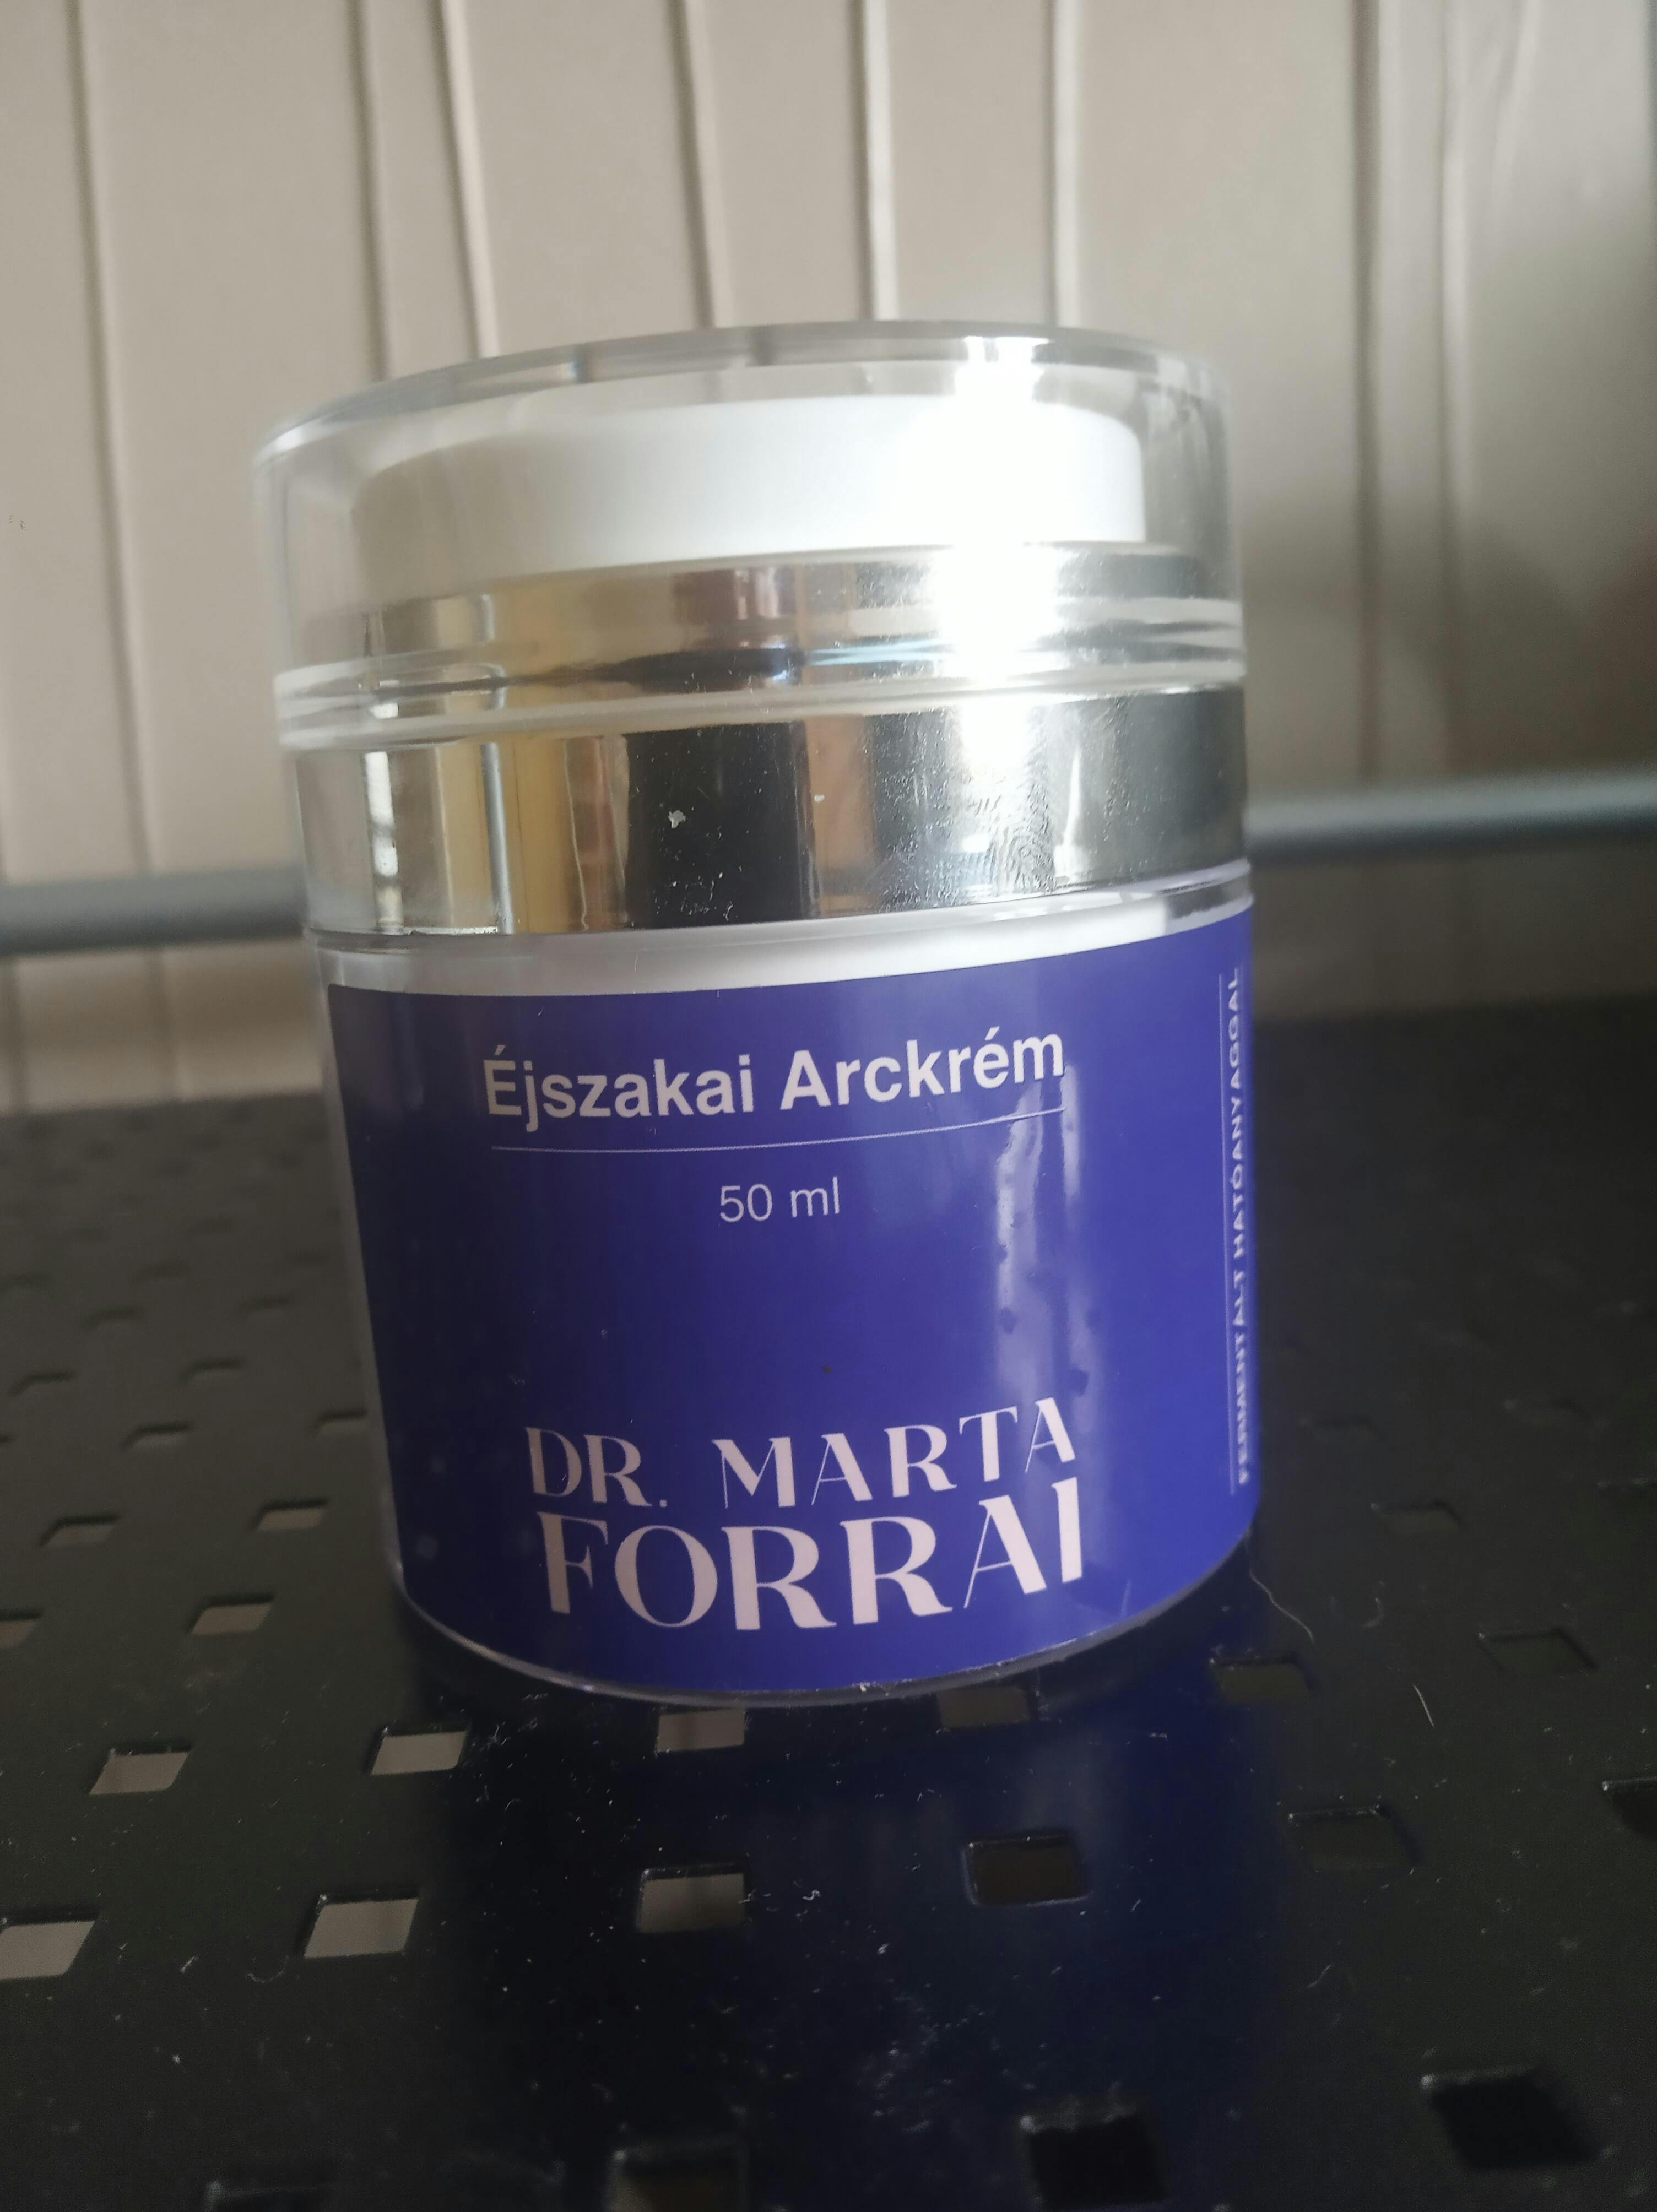 Éjszakai Arckrém
50 ml
DR. MARTA
FORRAI
FERMENTÁLT HATÓANYAGGAL